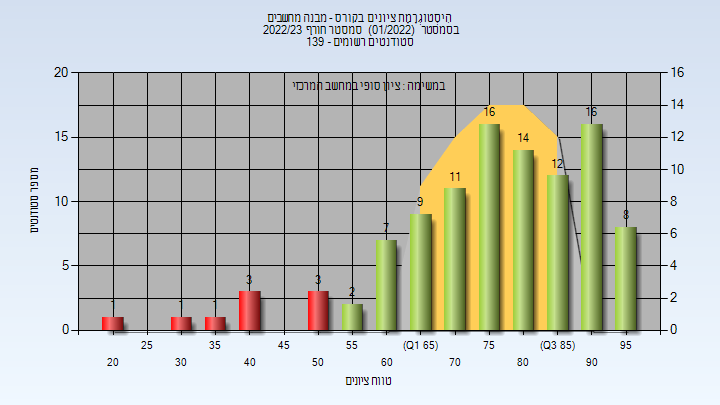 היסטוגרמת ציונים בקורס - מבנה מחשבים
בסמסטר (01/2022) סמסטר חורף 2022/23
סטודנטים רשומים - 139
במשימה : ציון סופי במחשב המרכזי
20 15 10 5 0
מספר סטודנטים
16 14 12 10 8 6 4 2 0
1 1 1 3 3 2 7 9 11 16 14 12 16 8
25 35 45 55 (Q1 65) 75 (Q3 85) 95
20 30 40 50 60 70 80 90
טווח ציונים